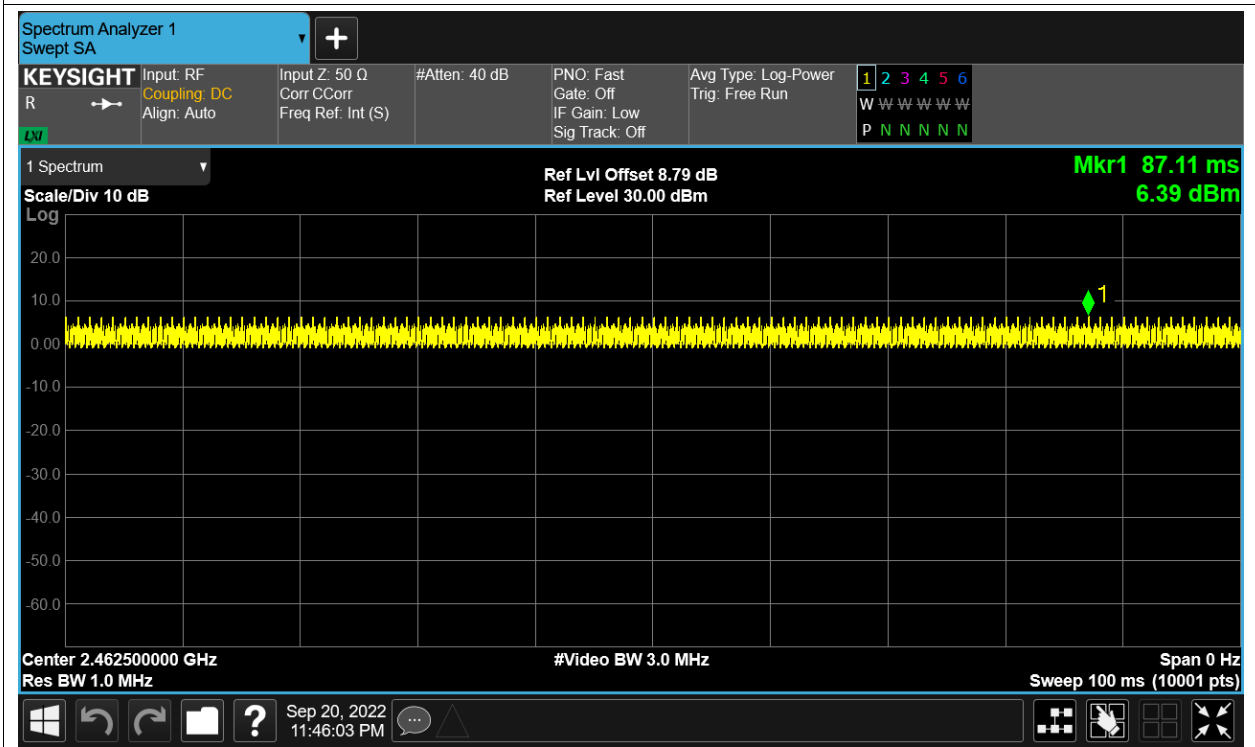 Spectrum Analyzer 1
Swept SA
KEYSIGHT Input: RF Input Z: 50 Ω #Atten: 40 dB PNO: Fast Avg Type: Log-Power 1 2 3 4 5 6
R Coupling: DC Corr CCorr Gate: Off Trig: Free Run W W W W W W
Align: Auto Freq Ref: Int (S) IF Gain: Low
LXI Sig Track: Off P N N N N N
1 Spectrum Ref Lvl Offset 8.79 dB Mkr1 87.11 ms
Scale/Div 10 dB Ref Level 30.00 dBm 6.39 dBm
Log
20.0
10.0 1
0.00
-10.0
-20.0
-30.0
-40.0
-50.0
-60.0
Center 2.462500000 GHz #Video BW 3.0 MHz Span 0 Hz
Res BW 1.0 MHz Sweep 100 ms (10001 pts)
? Sep 20, 2022
11:46:03 PM